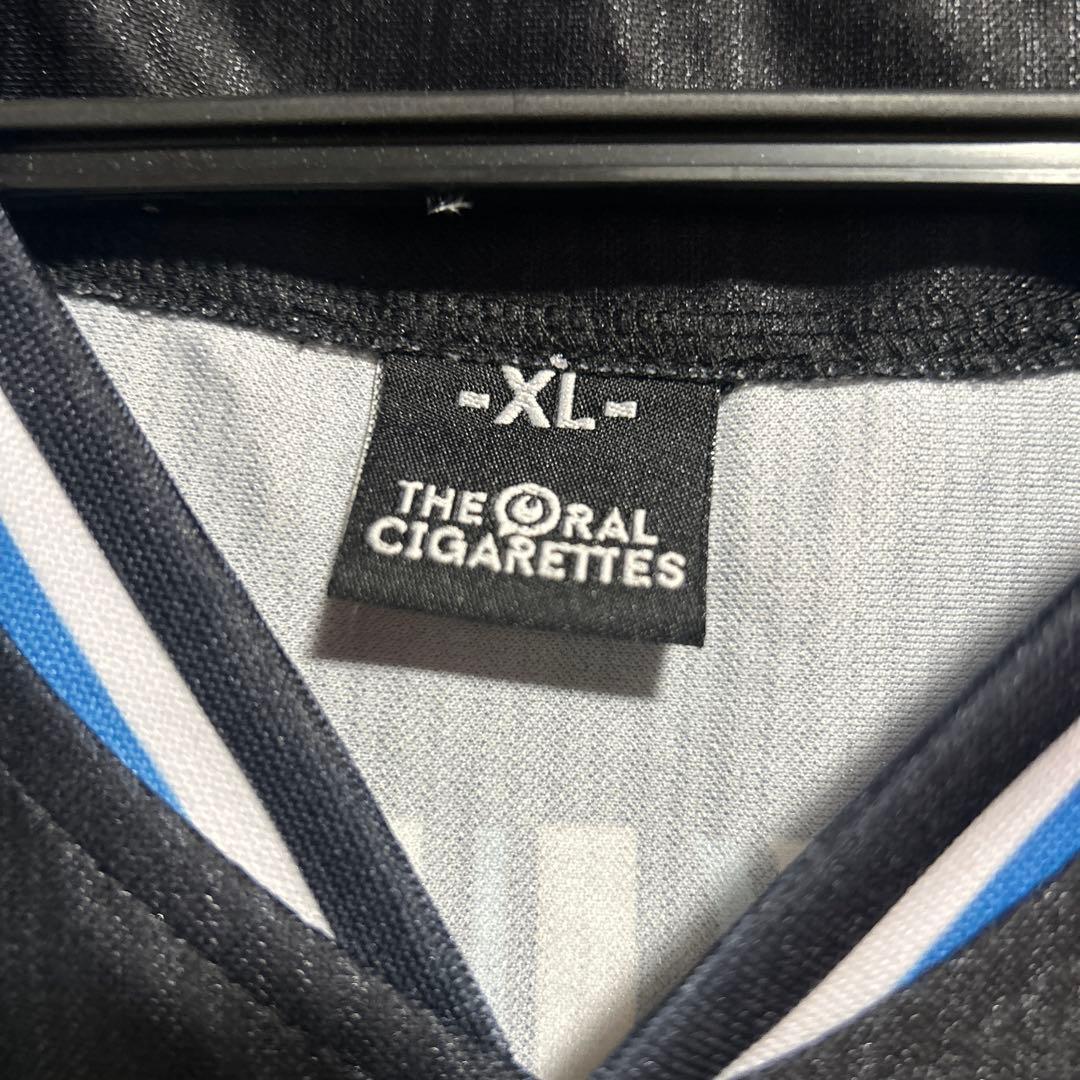 -XL-
THE ORAL
CIGARETTES